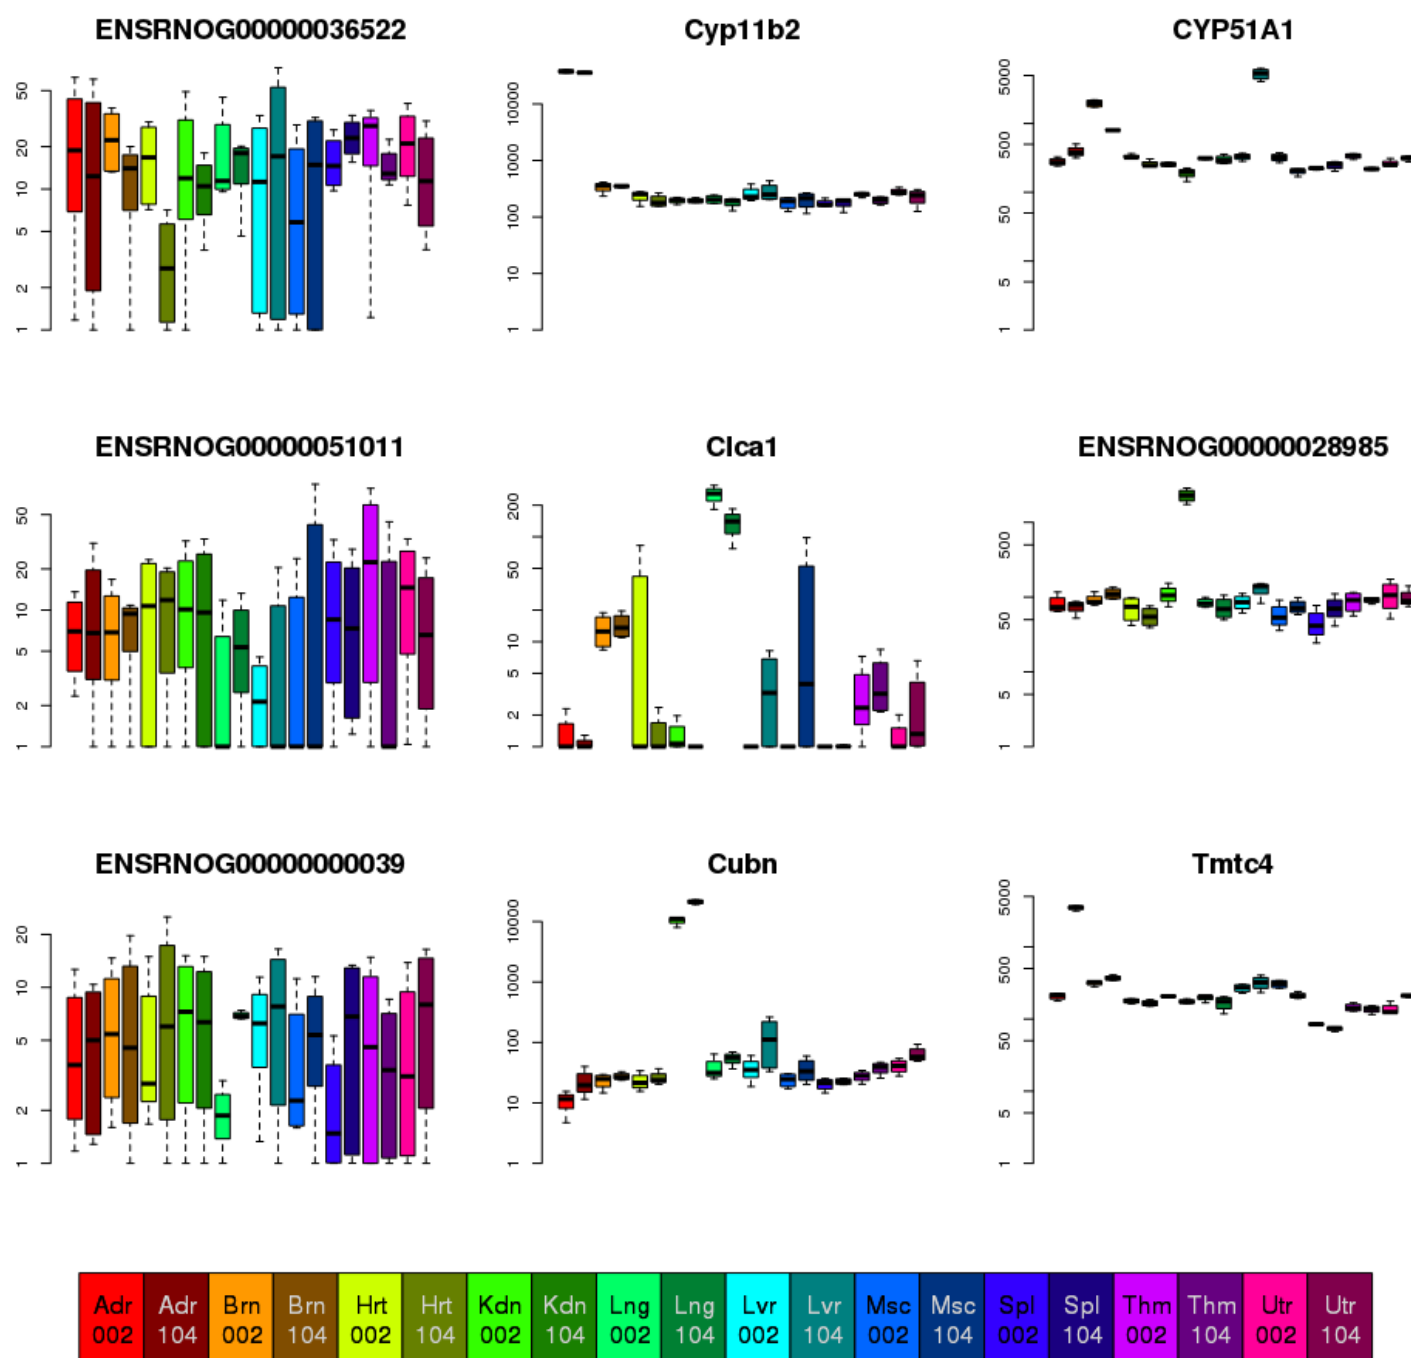 ENSRNOG00000036522 Cyp11b2 CYP51A1
50 20 10 5 2 1
10000 1000 100 10 1
5000 500 50 5 1
ENSRNOG00000051011 Clca1 ENSRNOG00000028985
50 20 10 5 2 1
200 50 10 5 2 1
500 50 5 1
ENSRNOG00000000039 Cubn Tmtc4
20 10 5 2 1
10000 1000 100 10 1
5000 500 50 5 1
Adr Adr Brn Brn Hrt Hrt Kdn Kdn Lng Lng Lvr Lvr Msc Msc Spl Spl Thm Thm Utr Utr
002 104 002 104 002 104 002 104 002 104 002 104 002 104 002 104 002 104 002 104